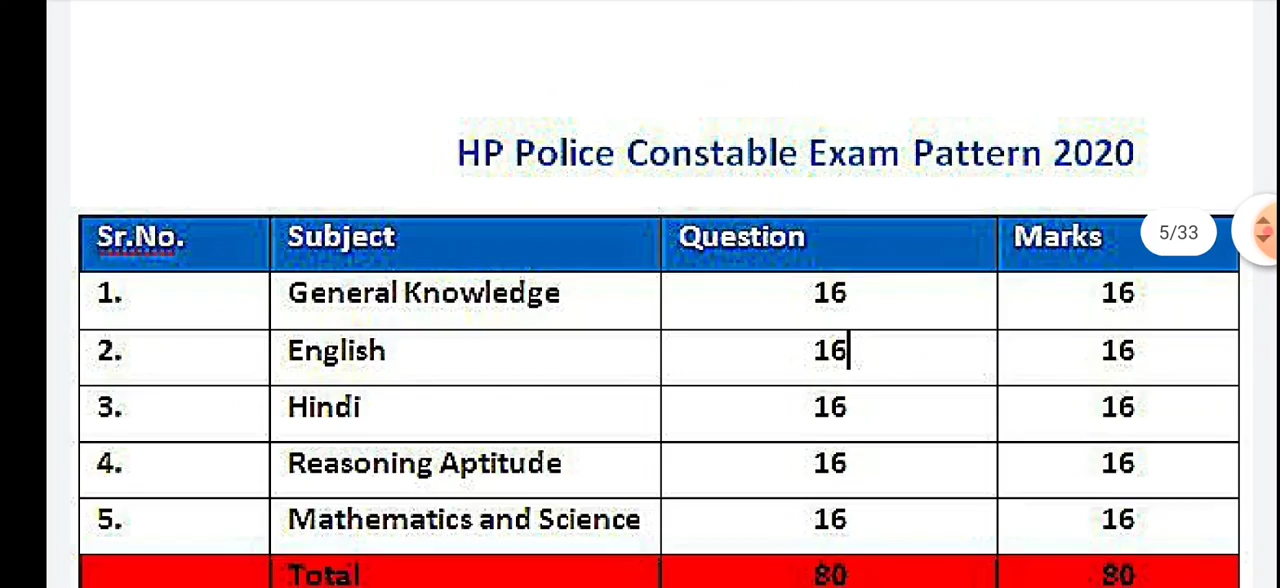 HP Police Constable Exam Pattern 2020
Sr.No. Subject Question Marks
5/33
1. General Knowledge 16 16
2. English 16 16
3. Hindi 16 16
4. Reasoning Aptitude 16 16
5. Mathematics and Science 16 16
Total 80 80